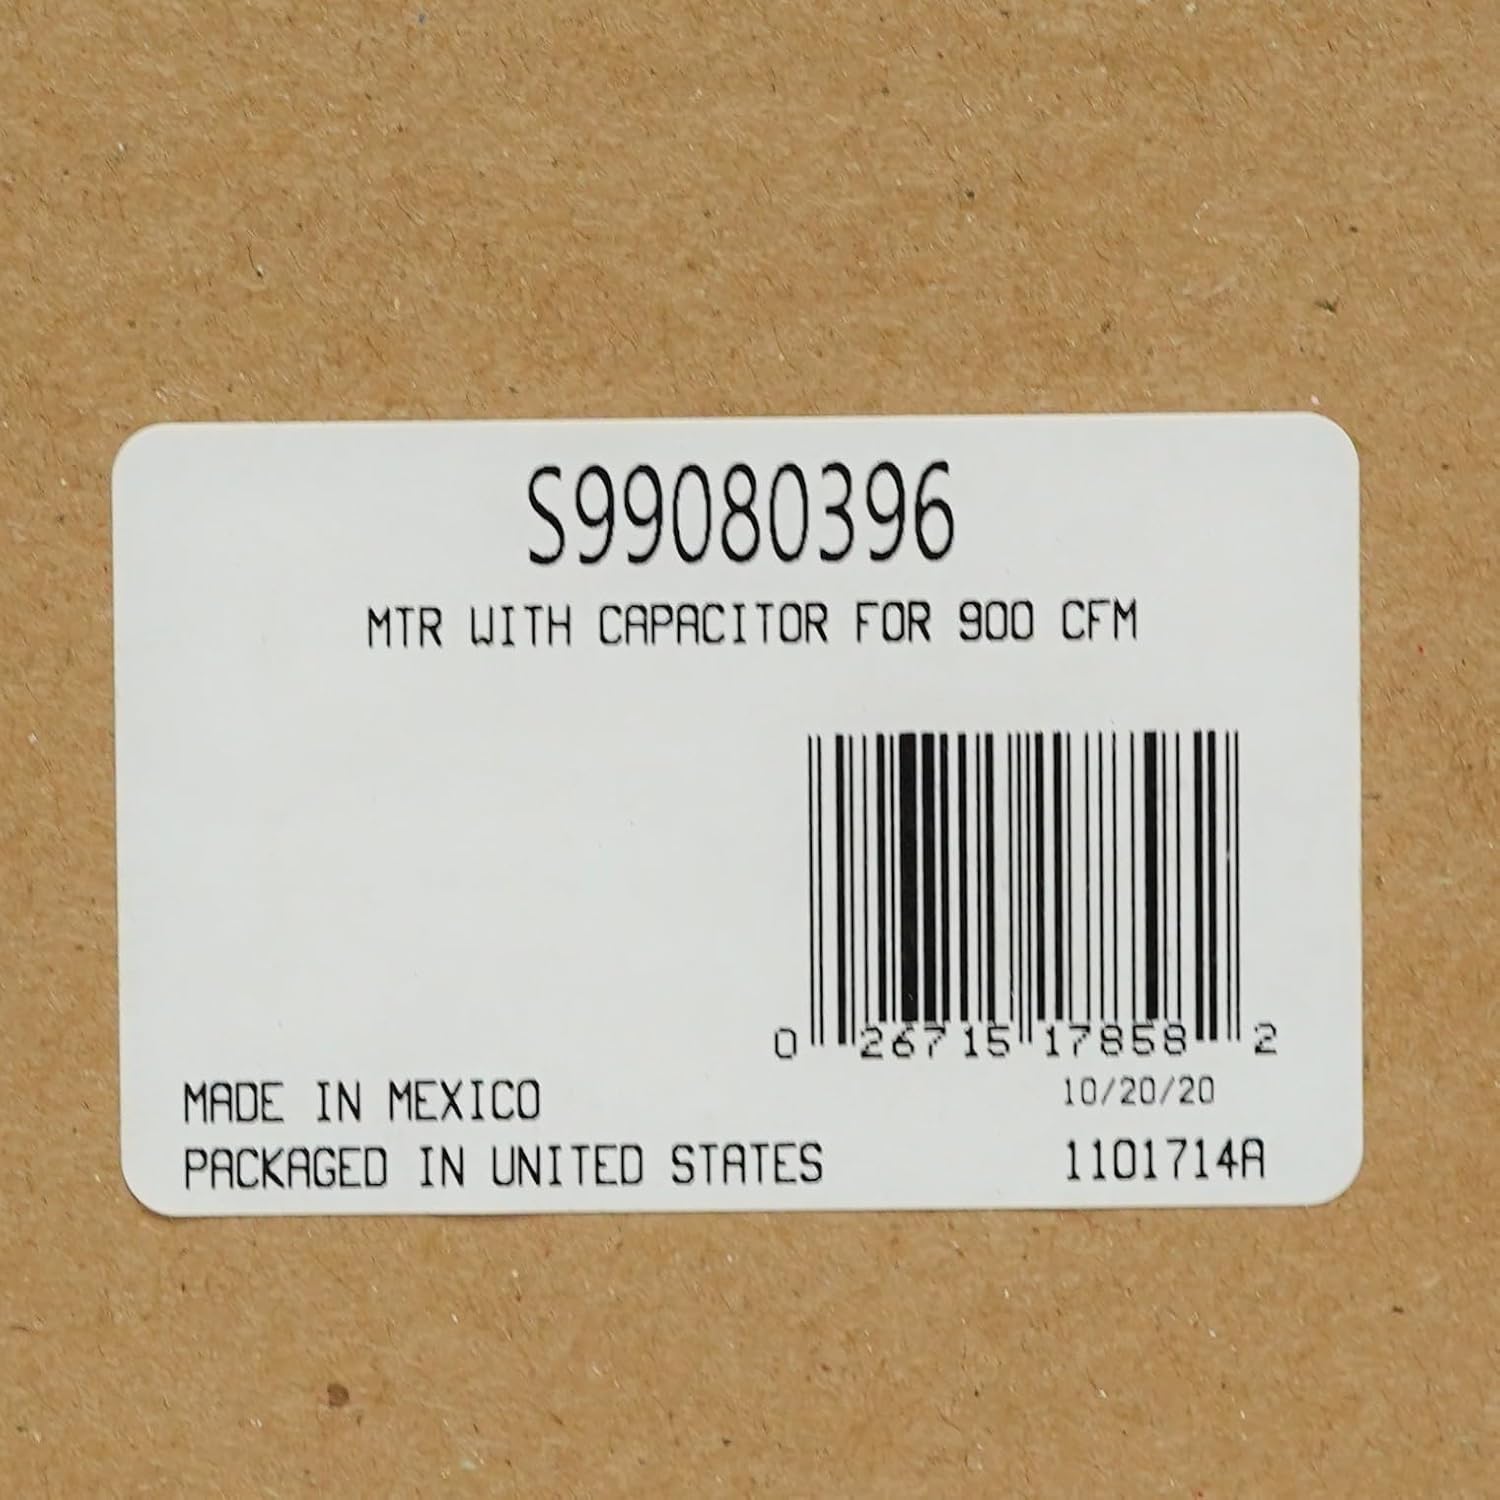 S99080396
MTR WITH CAPACITOR FOR 900 CFM
0 26715 17858 2
10/20/20
MADE IN MEXICO
PACKAGED IN UNITED STATES
1101714A